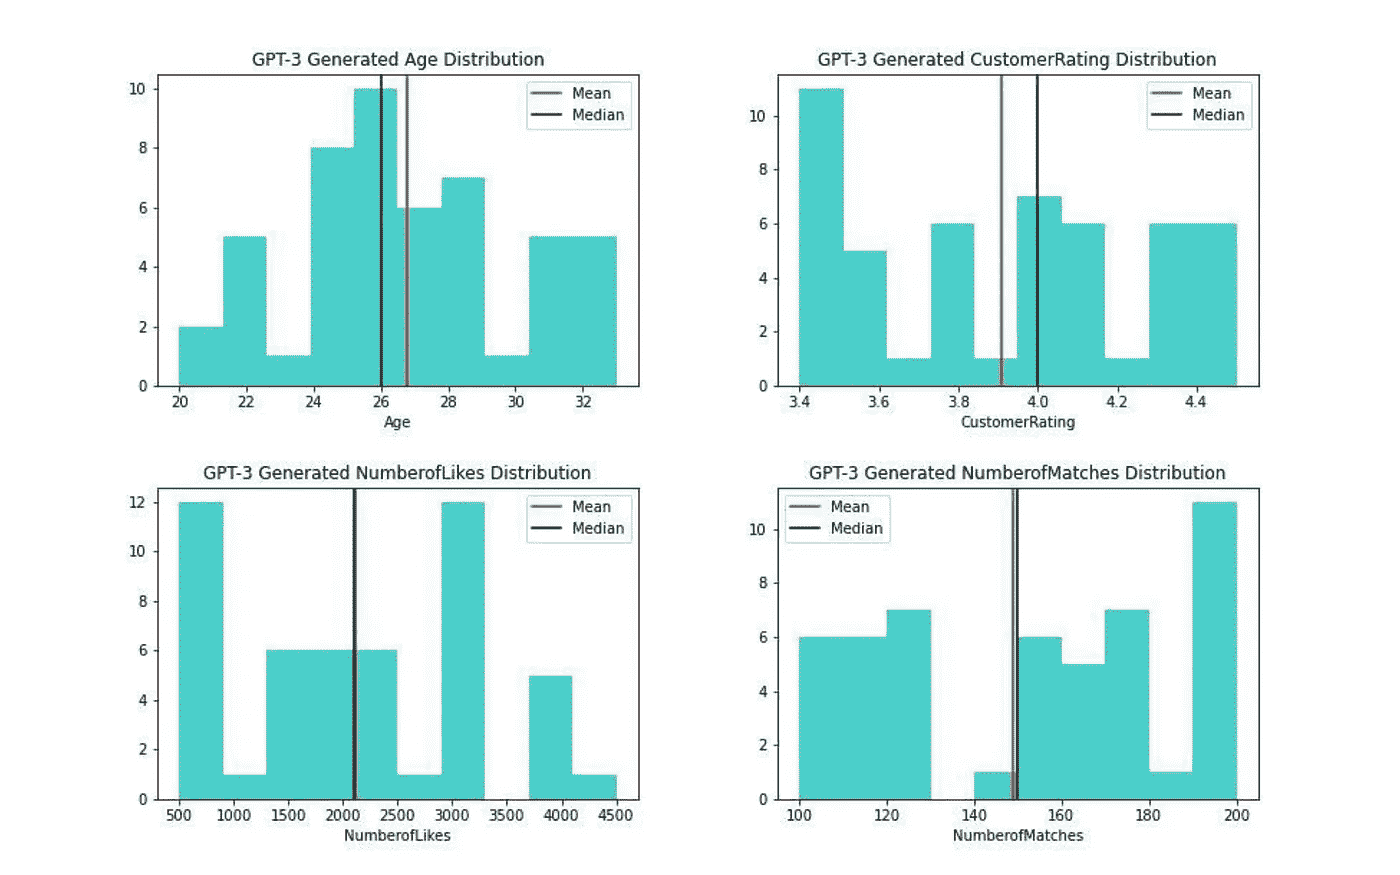 GPT-3 Generated Age Distribution
10
8
6
4
2
0
20 22 24 26 28 30 32
Age
Mean
Median
GPT-3 Generated CustomerRating Distribution
10
8
6
4
2
0
3.4 3.6 3.8 4.0 4.2 4.4
CustomerRating
Mean
Median
GPT-3 Generated NumberofLikes Distribution
12
10
8
6
4
2
0
500 1000 1500 2000 2500 3000 3500 4000 4500
NumberofLikes
Mean
Median
GPT-3 Generated NumberofMatches Distribution
10
8
6
4
2
0
100 120 140 160 180 200
NumberofMatches
Mean
Median